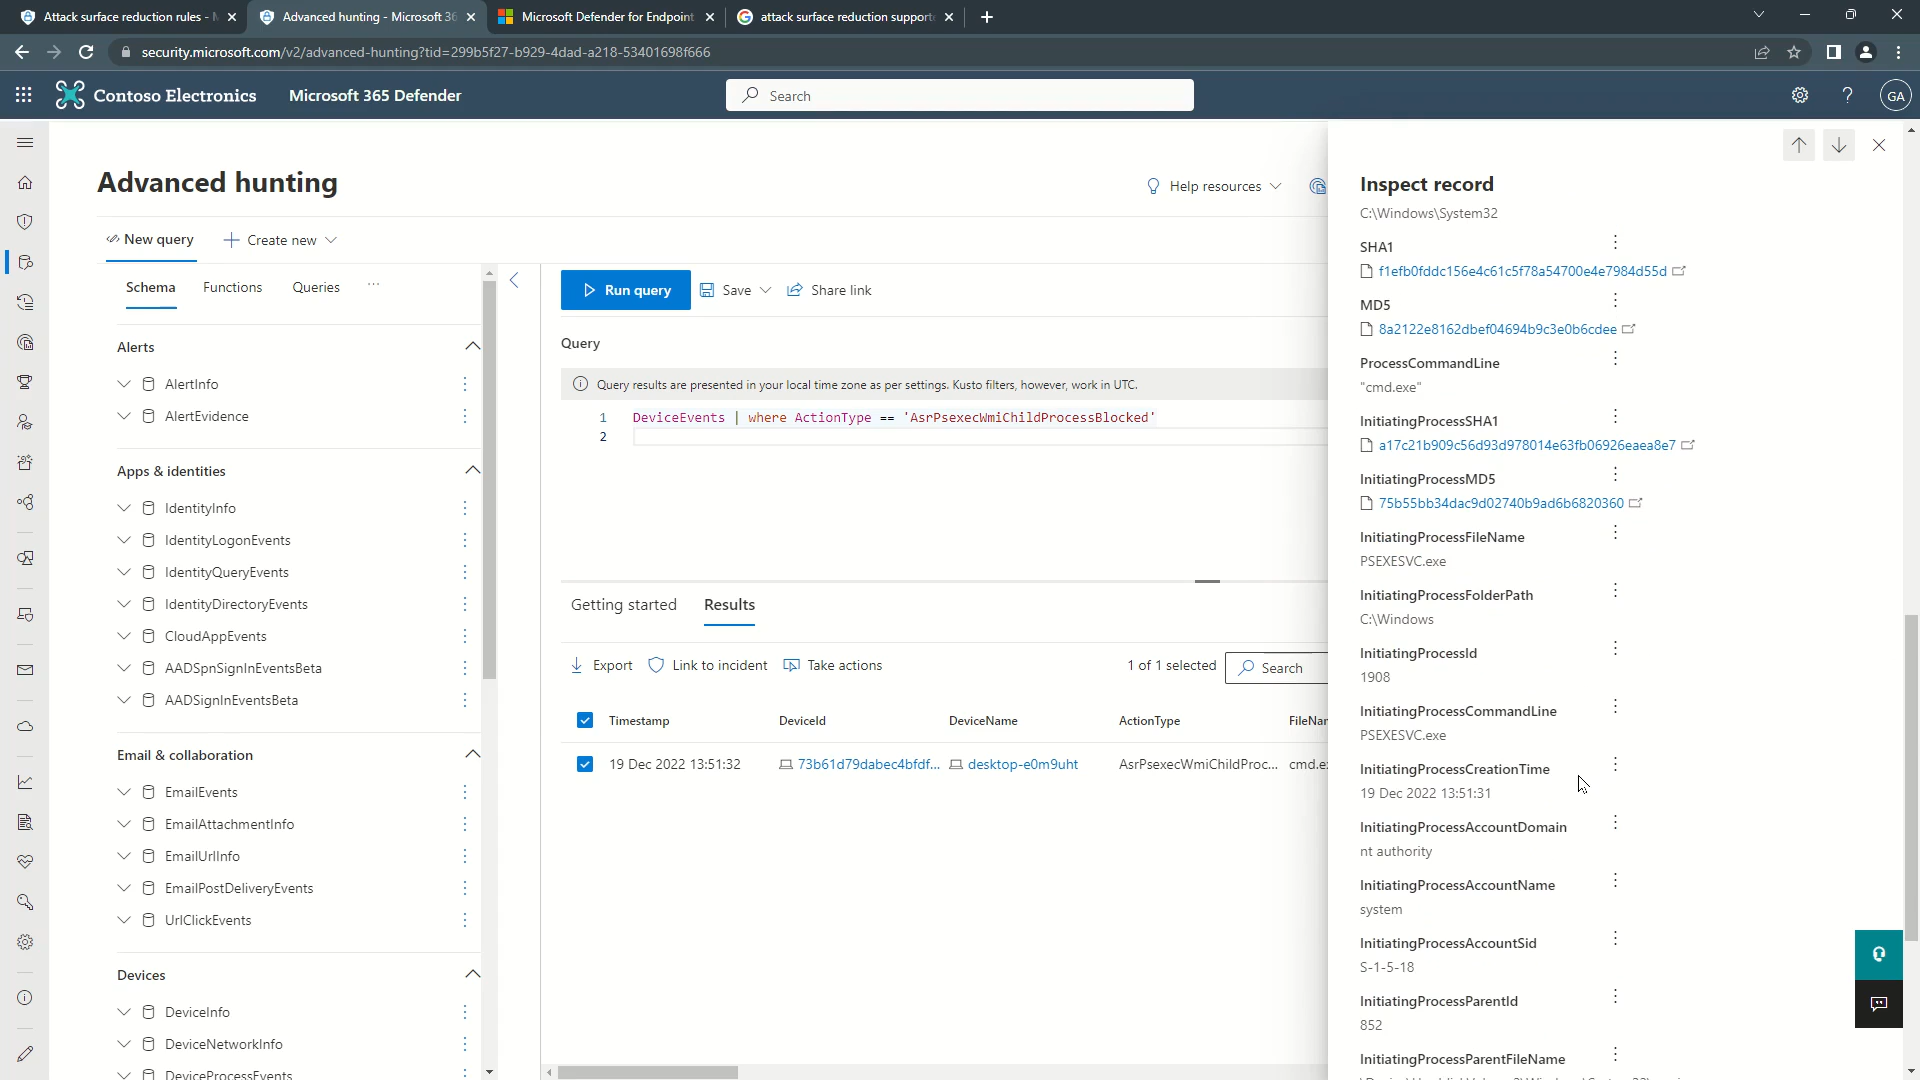 Attack surface reduction rules - M
Advanced hunting - Microsoft 36
Microsoft Defender for Endpoint
attack surface reduction support
security.microsoft.com/v2/advanced-hunting?tid=299b5f27-b929-4dad-a218-53401698f666
Contoso Electronics
Microsoft 365 Defender
Search
GA
Advanced hunting
Help resources
New query
Create new
Schema
Functions
Queries
Alerts
AlertInfo
AlertEvidence
Apps & identities
IdentityInfo
IdentityLogonEvents
IdentityQueryEvents
IdentityDirectoryEvents
CloudAppEvents
AADSpnSignInEventsBeta
AADSignInEventsBeta
Email & collaboration
EmailEvents
EmailAttachmentInfo
EmailUrlInfo
EmailPostDeliveryEvents
UrlClickEvents
Devices
DeviceInfo
DeviceNetworkInfo
DeviceProcessEvents
Run query
Save
Share link
Query
Query results are presented in your local time zone as per settings. Kusto filters, however, work in UTC.
1 DeviceEvents | where ActionType == 'AsrPsexecWmiChildProcessBlocked'
2
Getting started
Results
Export
Link to incident
Take actions
1 of 1 selected
Search
Timestamp DeviceId DeviceName ActionType FileNam
19 Dec 2022 13:51:32 73b61d79dabec4bfdf... desktop-e0m9uht AsrPsexecWmiChildProc... cmd.ex
Inspect record
C:\Windows\System32
SHA1
f1efb0fddc156e4c61c5f78a54700e4e7984d55d
MD5
8a2122e8162dbef04694b9c3e0b6cdee
ProcessCommandLine
"cmd.exe"
InitiatingProcessSHA1
a17c21b909c56d93d978014e63fb06926eaea8e7
InitiatingProcessMD5
75b55bb34dac9d02740b9ad6b6820360
InitiatingProcessFileName
PSEXESVC.exe
InitiatingProcessFolderPath
C:\Windows
InitiatingProcessId
1908
InitiatingProcessCommandLine
PSEXESVC.exe
InitiatingProcessCreationTime
19 Dec 2022 13:51:31
InitiatingProcessAccountDomain
nt authority
InitiatingProcessAccountName
system
InitiatingProcessAccountSid
S-1-5-18
InitiatingProcessParentId
852
InitiatingProcessParentFileName